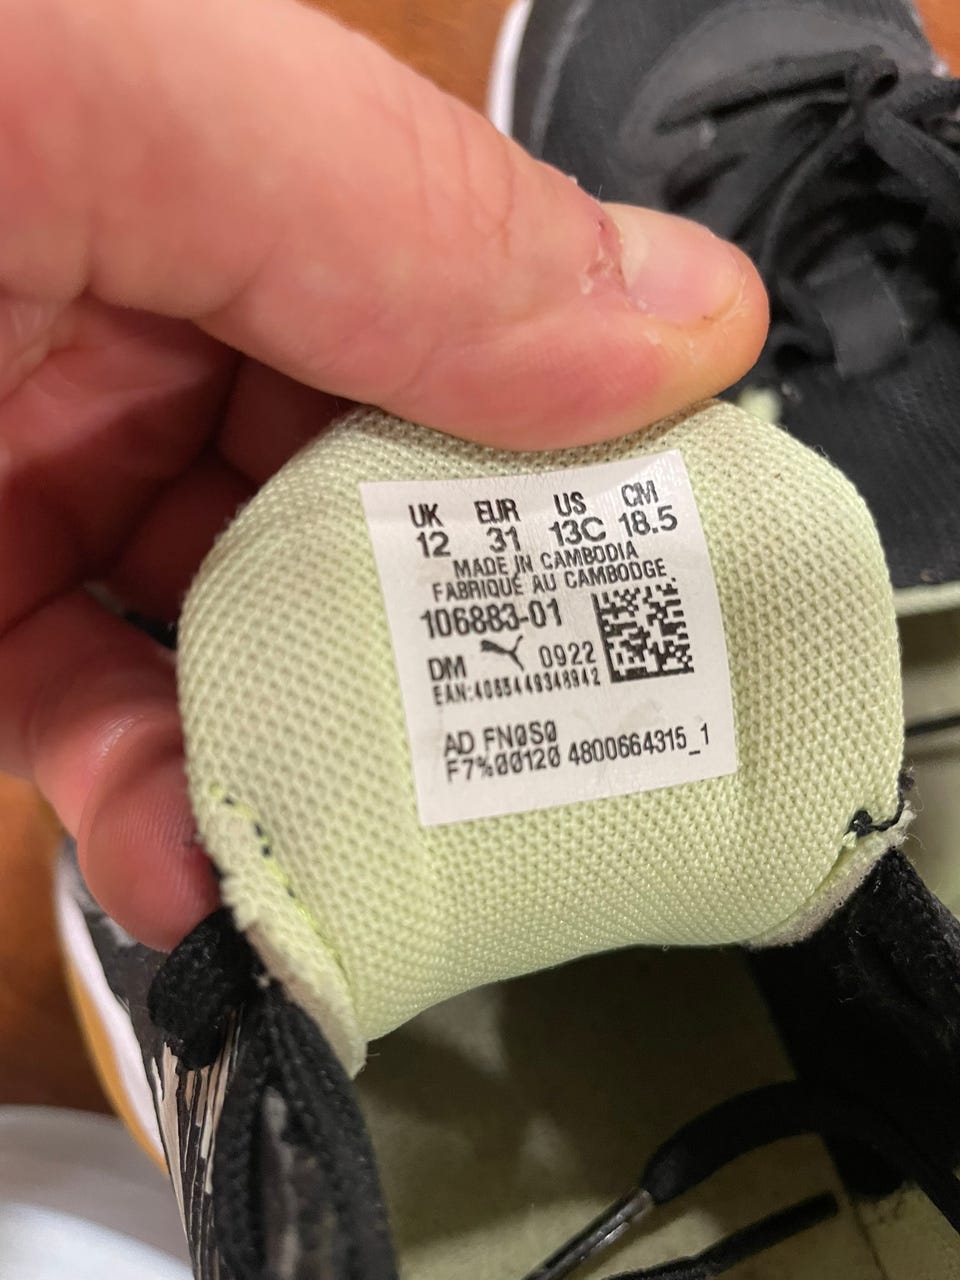 UK EUR US CM
12 31 13C 18.5
MADE IN CAMBODIA
FABRIQUÉ AU CAMBODGE
106883-01
DM 0922
EAN:4065449348942
AD FN0S0
F7%00120 4800664315_1